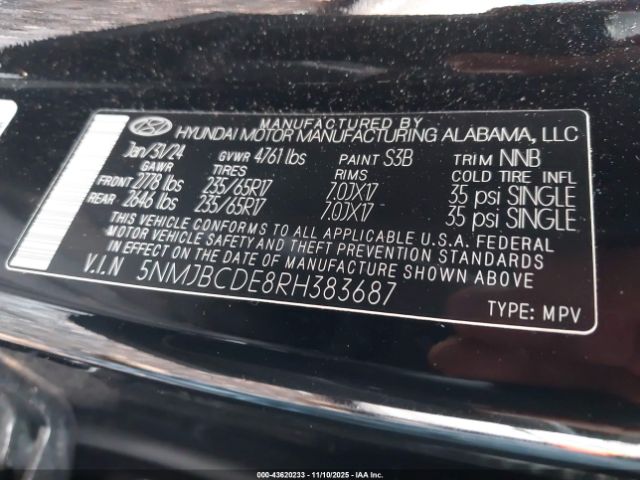 MANUFACTURED BY
HYUNDAI MOTOR MANUFACTURING ALABAMA, LLC
Jan/31/24 GVWR 4761 lbs PAINT S3B TRIM NNB
GAWR TIRES RIMS COLD TIRE INFL
FRONT 2778 lbs 235/65R17 7.0JX17 35 psi SINGLE
REAR 2646 lbs 235/65R17 7.0JX17 35 psi SINGLE
THIS VEHICLE CONFORMS TO ALL APPLICABLE U.S.A. FEDERAL
MOTOR VEHICLE SAFETY AND THEFT PREVENTION STANDARDS
IN EFFECT ON THE DATE OF MANUFACTURE SHOWN ABOVE
V.I.N 5NMJBCDE8RH383687
TYPE: MPV
000-43620233 - 11/10/2025 - IAA Inc.